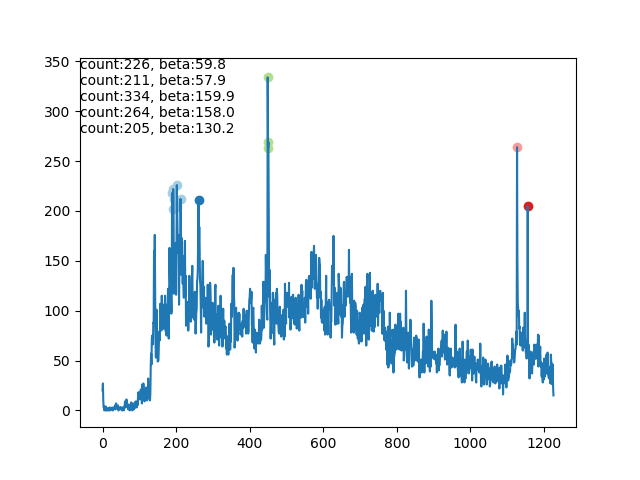 350
count:226, beta:59.8
count:211, beta:57.9
count:334, beta:159.9
count:264, beta:158.0
count:205, beta:130.2
300
250
200
150
100
50
0
0 200 400 600 800 1000 1200